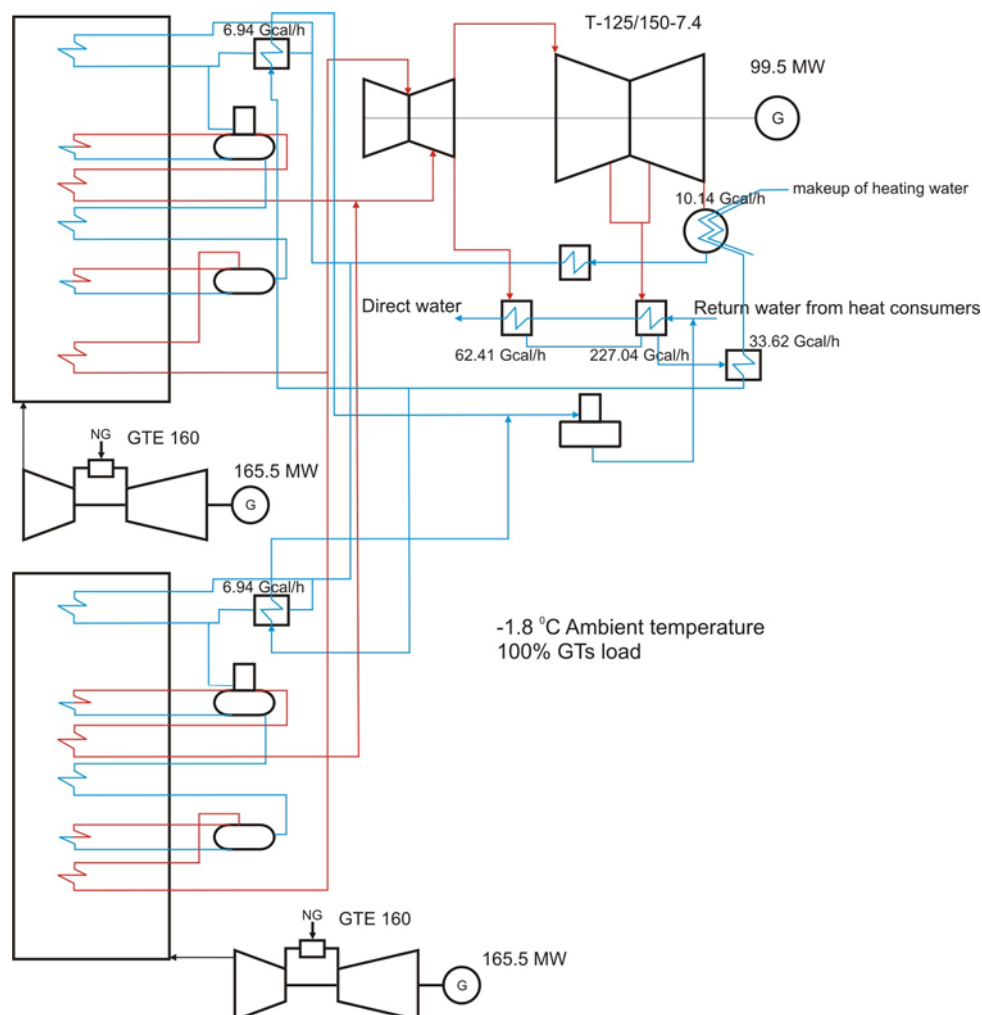 6.94 Gcal/h
T-125/150-7.4
99.5 MW
G
10.14 Gcal/h
makeup of heating water
Direct water
Return water from heat consumers
62.41 Gcal/h
227.04 Gcal/h
33.62 Gcal/h
NG
GTE 160
165.5 MW
G
6.94 Gcal/h
-1.8 ⁰C Ambient temperature
100% GTs load
NG
GTE 160
165.5 MW
G